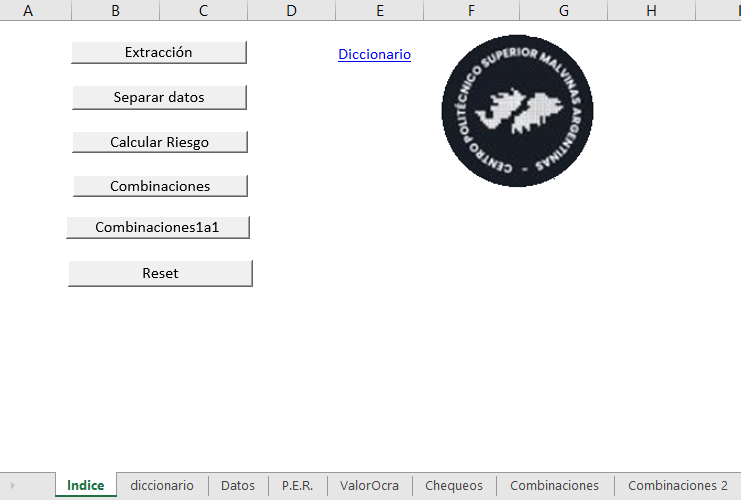 A B C D E F G H
Extracción
Diccionario
CENTRO POLITÉCNICO SUPERIOR MALVINAS ARGENTINAS -
Separar datos
Calcular Riesgo
Combinaciones
Combinaciones1a1
Reset
Indice diccionario Datos P.E.R. ValorOcra Chequeos Combinaciones Combinaciones 2